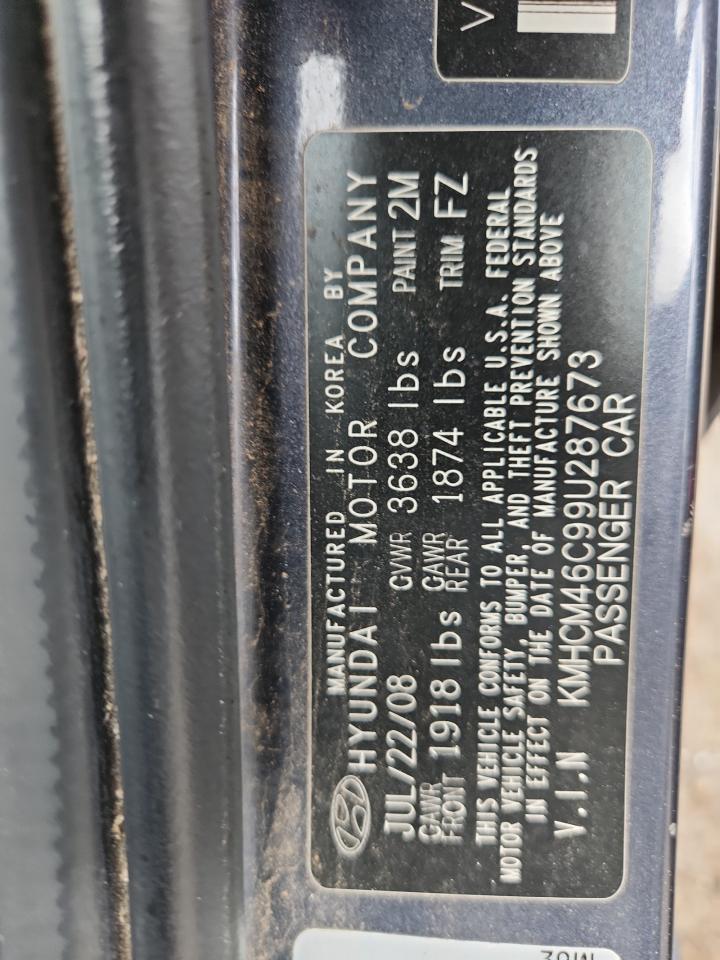 V
MANUFACTURED IN KOREA BY
HYUNDAI MOTOR COMPANY
JUL/22/08 GVWR 3638 lbs PAINT 2M
GAWR FRONT 1918 lbs GAWR REAR 1874 lbs TRIM FZ
THIS VEHICLE CONFORMS TO ALL APPLICABLE U.S.A. FEDERAL
MOTOR VEHICLE SAFETY, BUMPER, AND THEFT PREVENTION STANDARDS
IN EFFECT ON THE DATE OF MANUFACTURE SHOWN ABOVE
V.I.N KMHCM46C99U287673
PASSENGER CAR